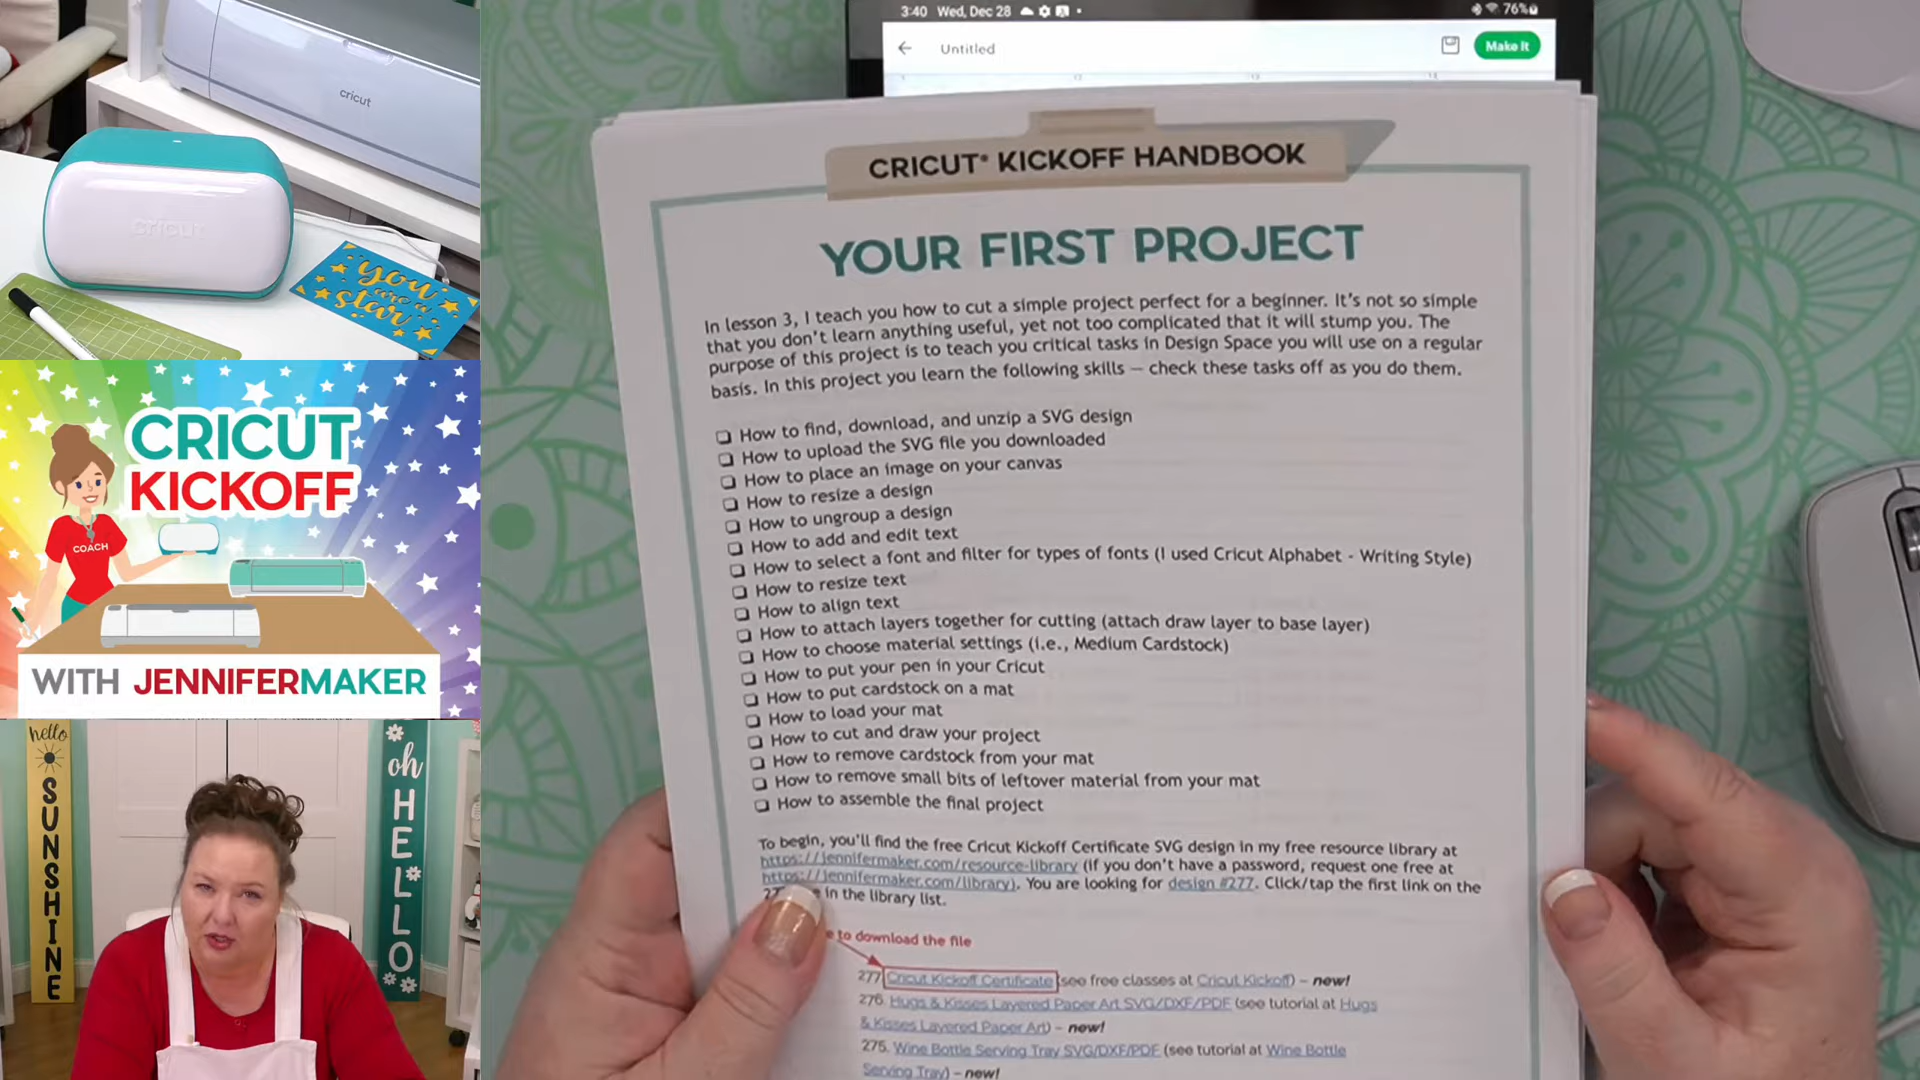 cricut
cricut
you
are a
star
CRICUT
KICKOFF
COACH
WITH JENNIFERMAKER
hello
SUNSHINE
oh
HELLO
3:40 Wed, Dec 28
76%
Untitled
Make It
CRICUT® KICKOFF HANDBOOK
YOUR FIRST PROJECT
In lesson 3, I teach you how to cut a simple project perfect for a beginner. It's not so simple
that you don't learn anything useful, yet not too complicated that it will stump you. The
purpose of this project is to teach you critical tasks in Design Space you will use on a regular
basis. In this project you learn the following skills — check these tasks off as you do them.
❏ How to find, download, and unzip a SVG design
❏ How to upload the SVG file you downloaded
❏ How to place an image on your canvas
❏ How to resize a design
❏ How to ungroup a design
❏ How to add and edit text
❏ How to select a font and filter for types of fonts (I used Cricut Alphabet - Writing Style)
❏ How to resize text
❏ How to align text
❏ How to attach layers together for cutting (attach draw layer to base layer)
❏ How to choose material settings (i.e., Medium Cardstock)
❏ How to put your pen in your Cricut
❏ How to put cardstock on a mat
❏ How to load your mat
❏ How to cut and draw your project
❏ How to remove cardstock from your mat
❏ How to remove small bits of leftover material from your mat
❏ How to assemble the final project
To begin, you'll find the free Cricut Kickoff Certificate SVG design in my free resource library at
https://jennifermaker.com/resource-library (if you don't have a password, request one free at
https://jennifermaker.com/library). You are looking for design #277. Click/tap the first link on the
in the library list.
to download the file
277 Cricut Kickoff Certificate (see free classes at Cricut Kickoff) – new!
276. Hugs & Kisses Layered Paper Art SVG/DXF/PDF (see tutorial at Hugs
& Kisses Layered Paper Art) – new!
275. Wine Bottle Serving Tray SVG/DXF/PDF (see tutorial at Wine Bottle
Serving Tray) – new!